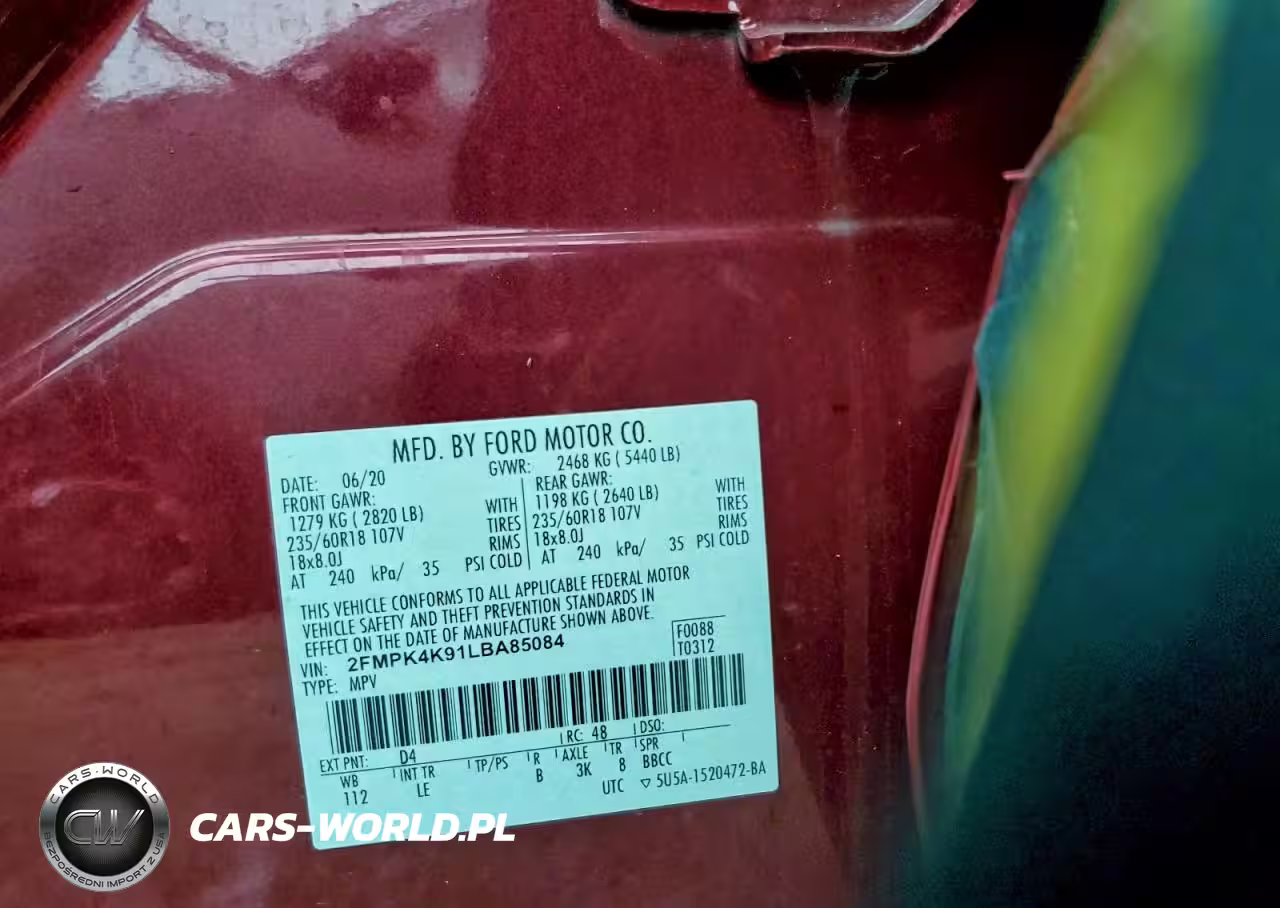 MFD. BY FORD MOTOR CO.
DATE: 06/20 GVWR: 2468 KG ( 5440 LB)
FRONT GAWR: REAR GAWR:
1279 KG ( 2820 LB) WITH 1198 KG ( 2640 LB) WITH
235/60R18 107V TIRES 235/60R18 107V TIRES
18x8.0J RIMS 18x8.0J RIMS
AT 240 kPa/ 35 PSI COLD AT 240 kPa/ 35 PSI COLD
THIS VEHICLE CONFORMS TO ALL APPLICABLE FEDERAL MOTOR
VEHICLE SAFETY AND THEFT PREVENTION STANDARDS IN
EFFECT ON THE DATE OF MANUFACTURE SHOWN ABOVE.
VIN: 2FMPK4K91LBA85084 F0088
TYPE: MPV T0312
EXT PNT: D4 RC: 48 DSO:
WB INT TR TP/PS R AXLE TR SPR
112 LE B 3K 8 BBCC
UTC ▽ 5U5A-1520472-BA
CARS-WORLD
CW
BEZPOŚREDNI IMPORT Z USA
CARS-WORLD.PL